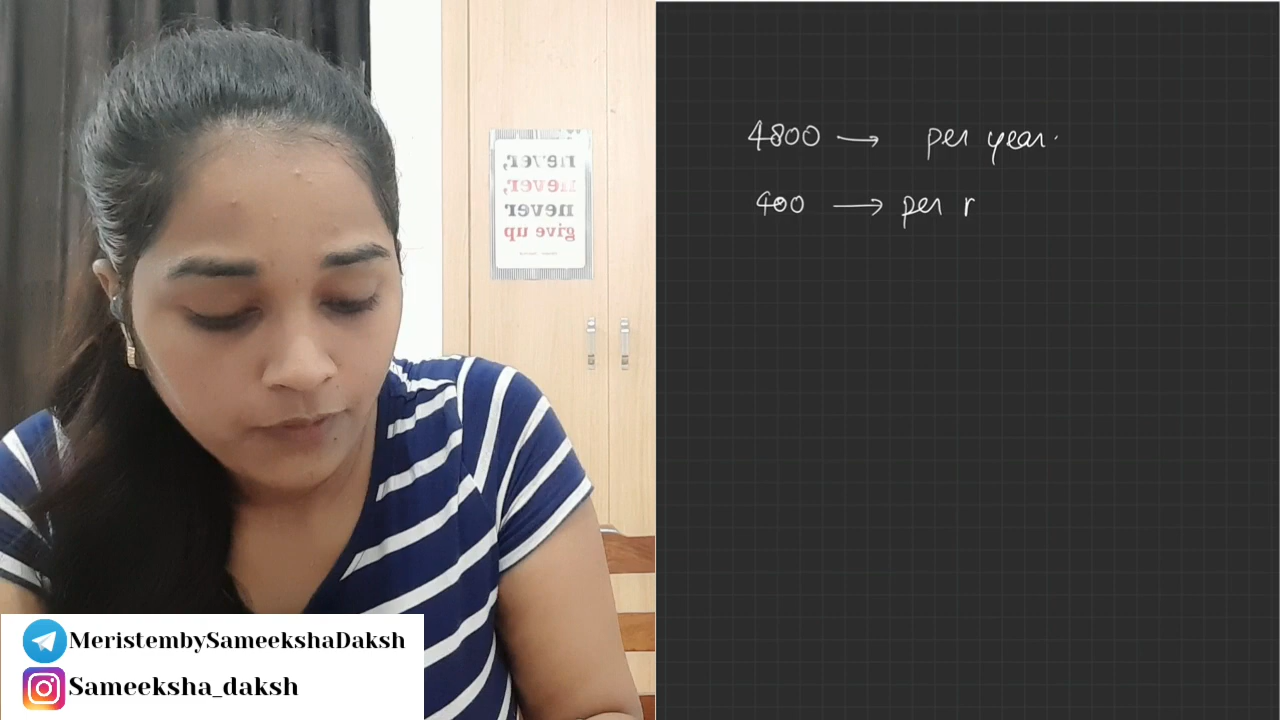 never,
never,
never
give up
4800 → per year.
400 → per r
MeristembySameekshaDaksh
Sameeksha_daksh